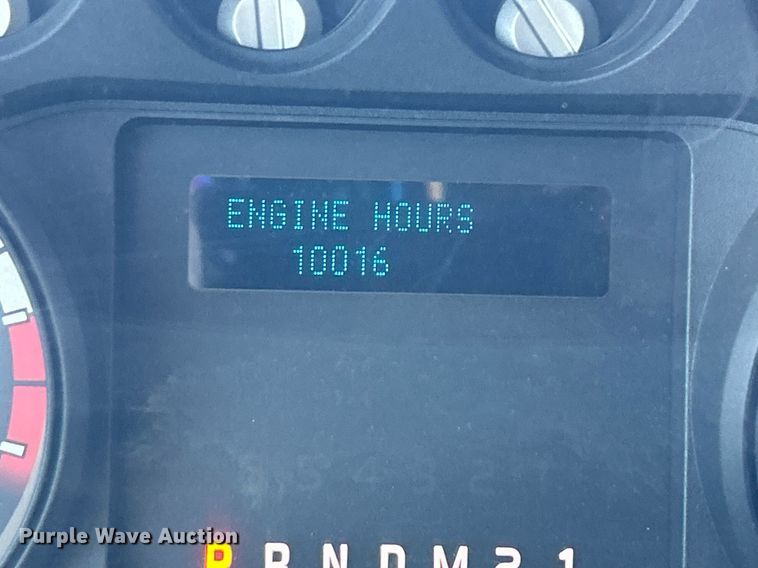 ENGINE HOURS
10016
P R N D M 2 1
Purple Wave Auction